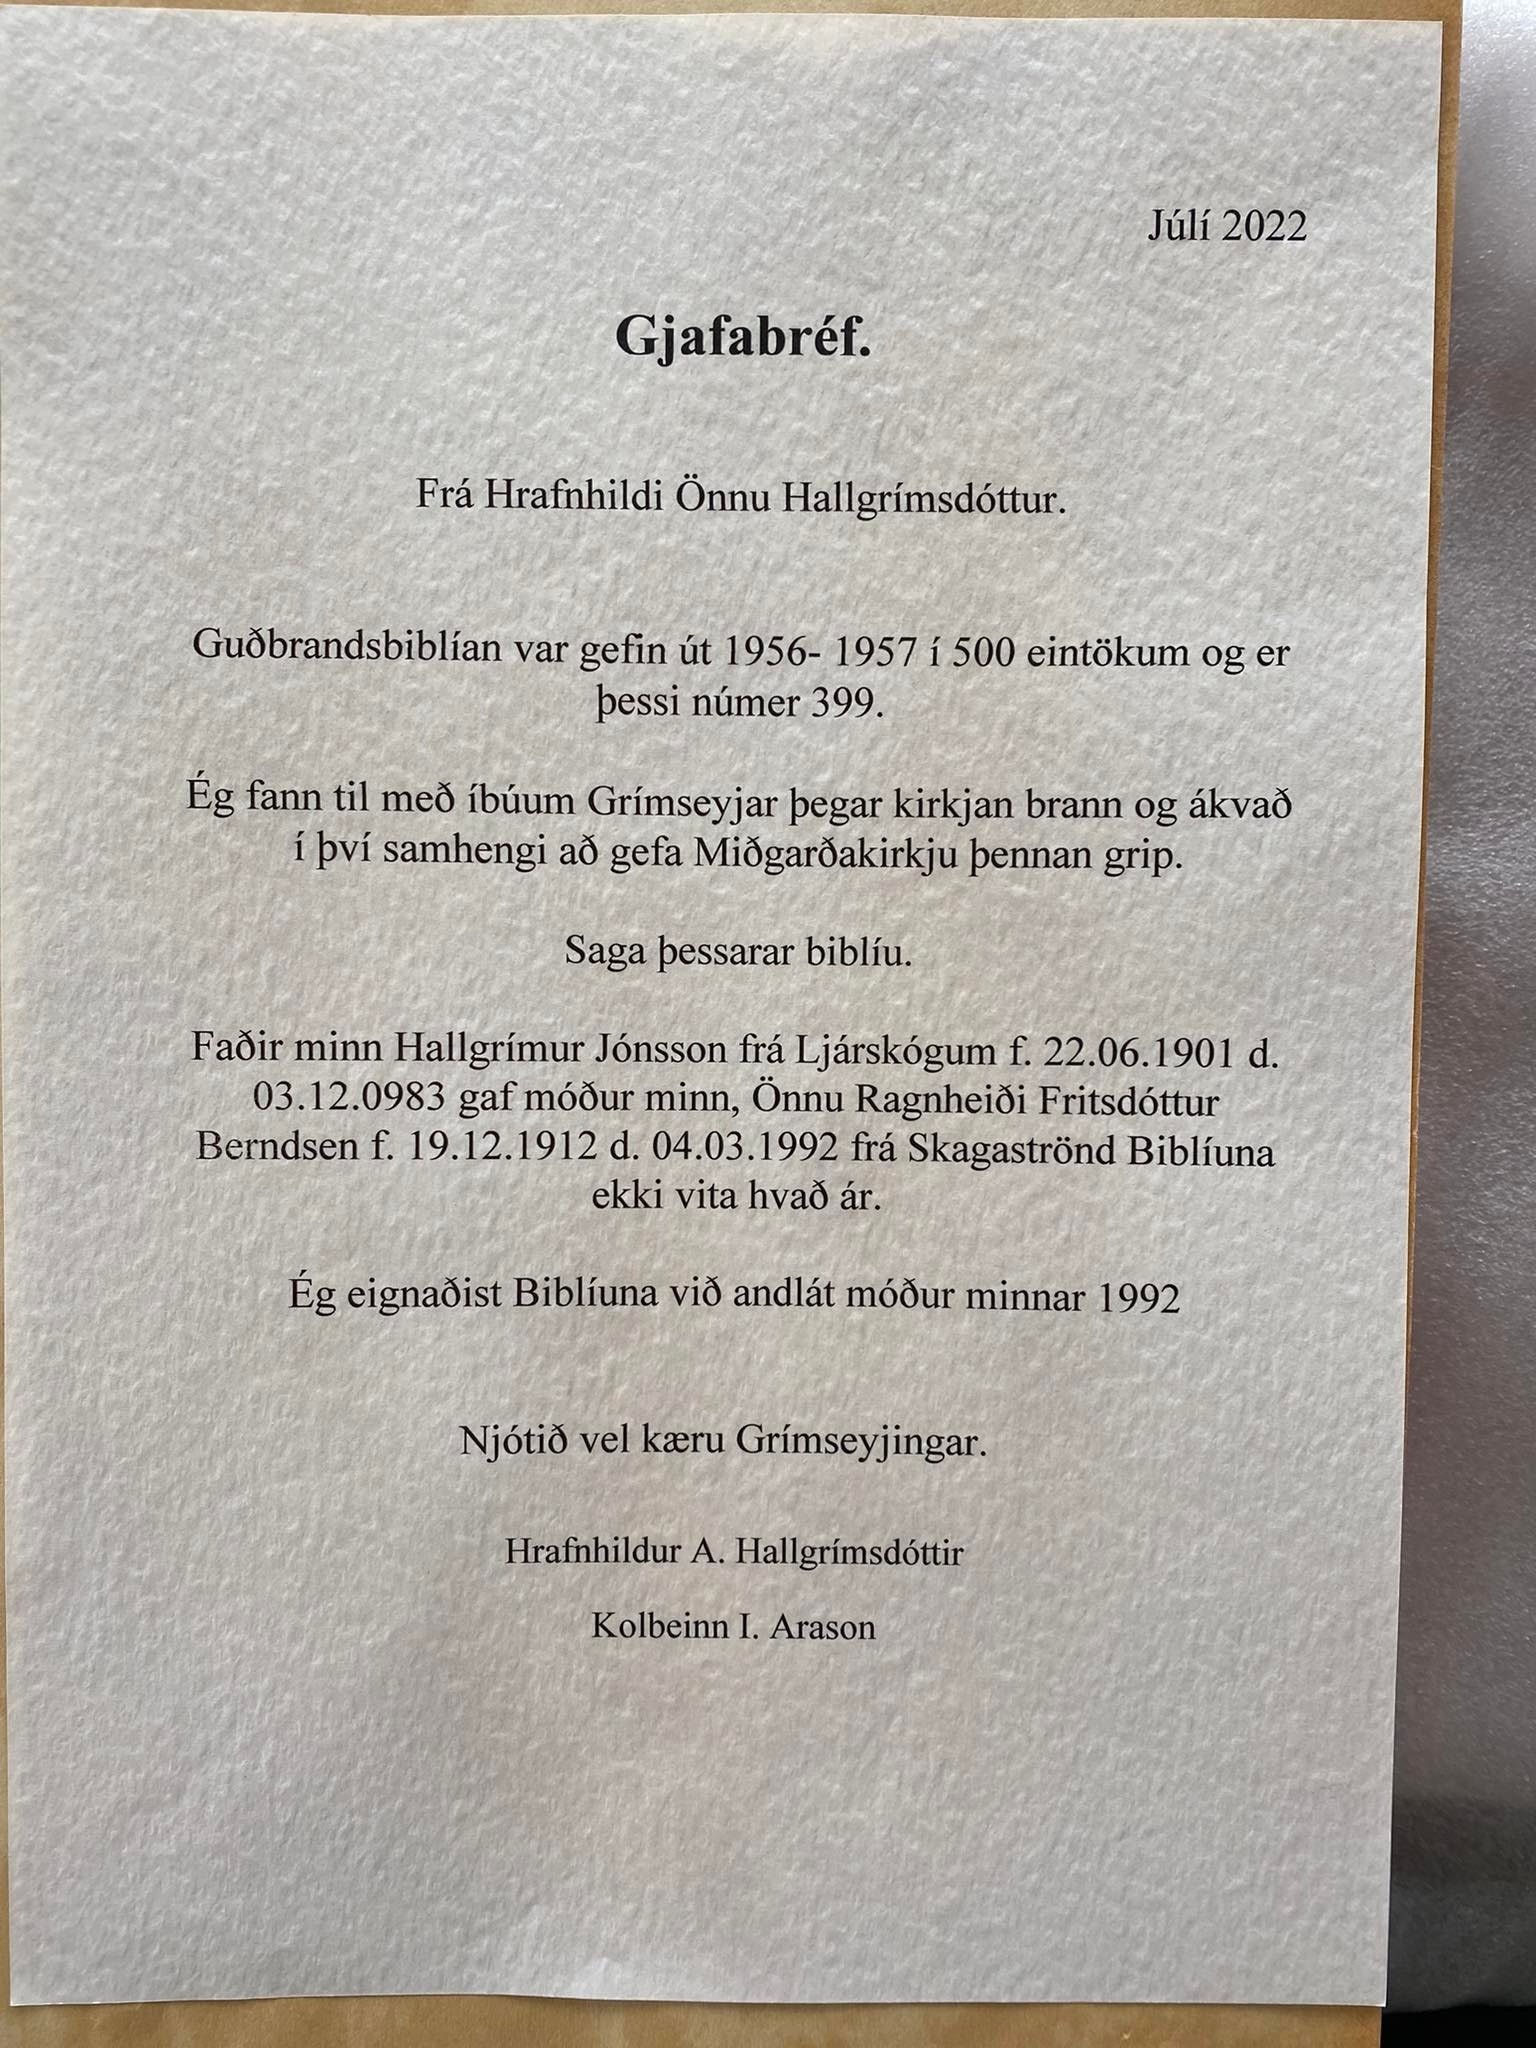 Júlí 2022
Gjafabréf.
Frá Hrafnhildi Önnu Hallgrímsdóttur.
Guðbrandsbiblían var gefin út 1956- 1957 í 500 eintökum og er
þessi númer 399.
Ég fann til með íbúum Grímseyjar þegar kirkjan brann og ákvað
í því samhengi að gefa Miðgarðakirkju þennan grip.
Saga þessarar biblíu.
Faðir minn Hallgrímur Jónsson frá Ljárskógum f. 22.06.1901 d.
03.12.0983 gaf móður minn, Önnu Ragnheiði Fritsdóttur
Berndsen f. 19.12.1912 d. 04.03.1992 frá Skagaströnd Biblíuna
ekki vita hvað ár.
Ég eignaðist Biblíuna við andlát móður minnar 1992
Njótið vel kæru Grímseyjingar.
Hrafnhildur A. Hallgrímsdóttir
Kolbeinn I. Arason